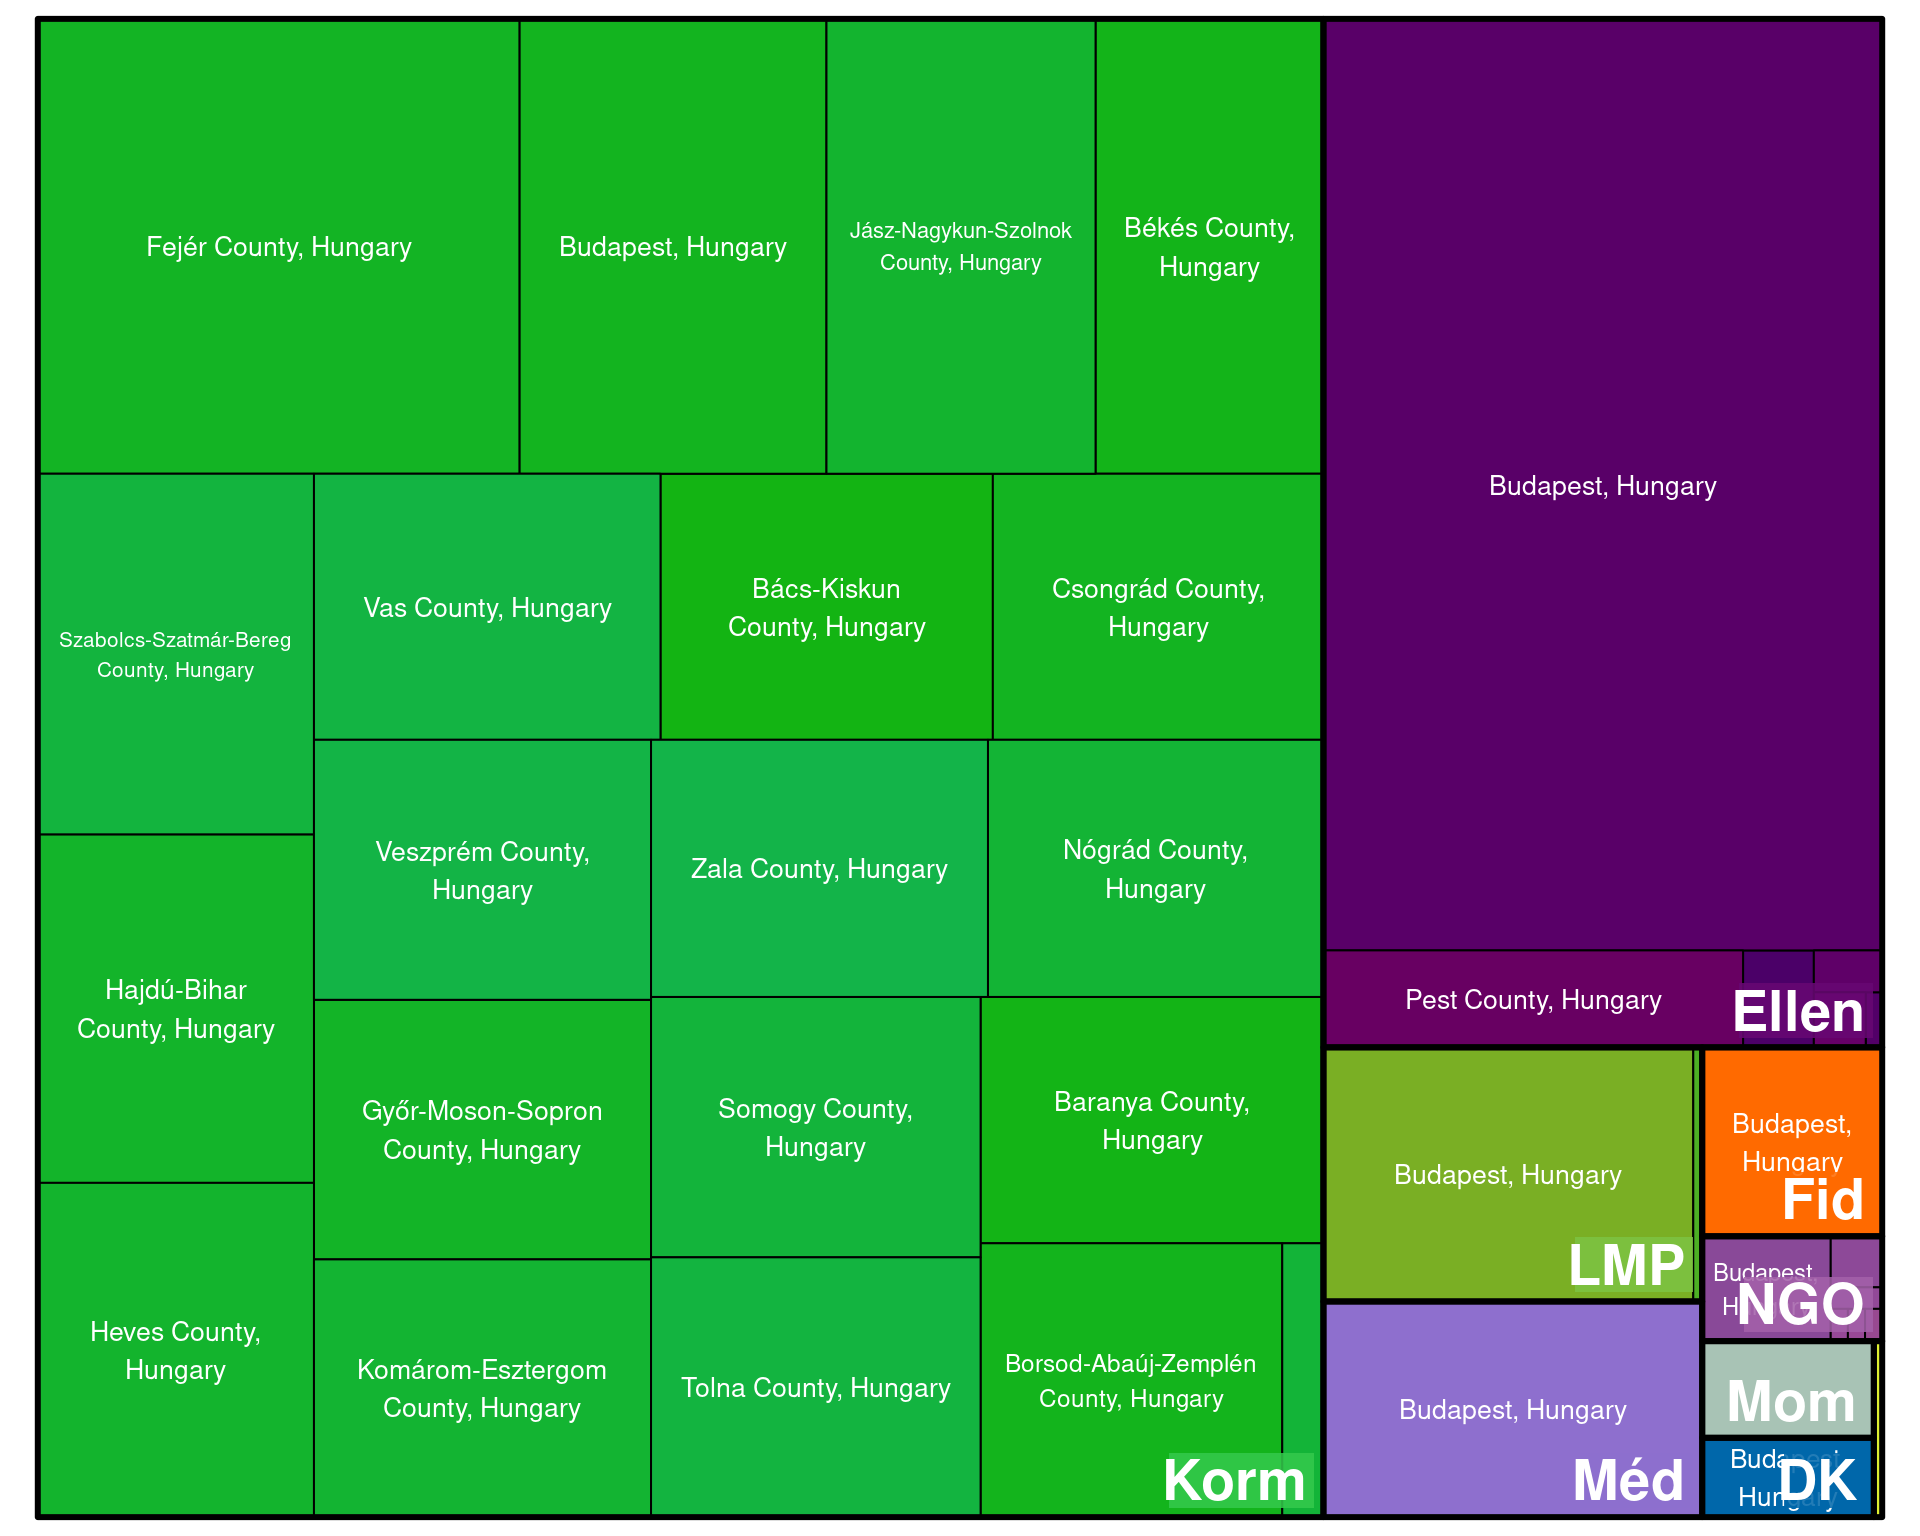 Fejér County, Hungary
Budapest, Hungary
Jász-Nagykun-Szolnok
County, Hungary
Békés County,
Hungary
Szabolcs-Szatmár-Bereg
County, Hungary
Vas County, Hungary
Bács-Kiskun
County, Hungary
Csongrád County,
Hungary
Hajdú-Bihar
County, Hungary
Veszprém County,
Hungary
Zala County, Hungary
Nógrád County,
Hungary
Heves County,
Hungary
Győr-Moson-Sopron
County, Hungary
Somogy County,
Hungary
Baranya County,
Hungary
Komárom-Esztergom
County, Hungary
Tolna County, Hungary
Borsod-Abaúj-Zemplén
County, Hungary
Korm
Budapest, Hungary
Pest County, Hungary
Ellen
Budapest, Hungary
LMP
Budapest,
Hungary
Fid
Budapest,
NGO
Budapest, Hungary
Méd
Mom
Budapest,
Hungary
DK